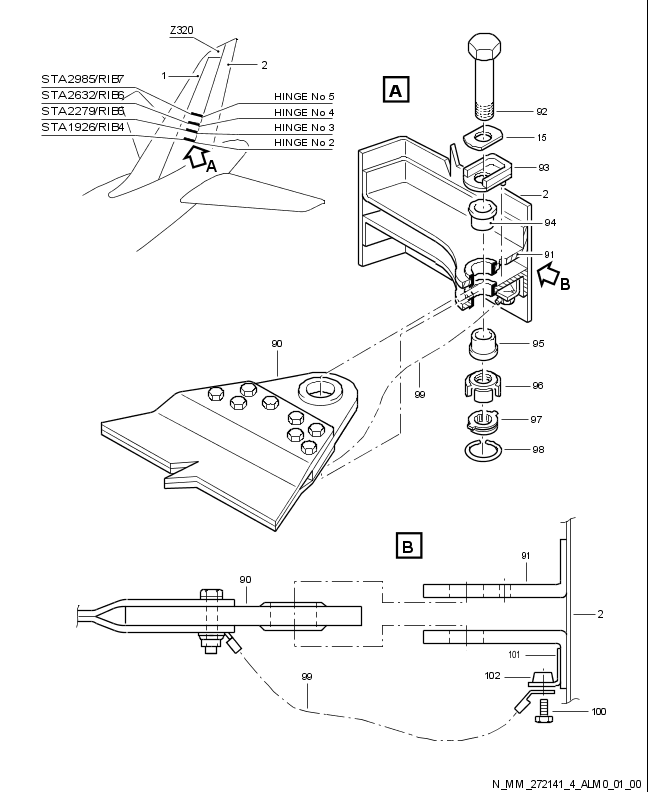 Z320
1
2
STA2985/RIB7
STA2632/RIB6
STA2279/RIB5
STA1926/RIB4
HINGE No 5
HINGE No 4
HINGE No 3
HINGE No 2
A
A
92
15
93
2
94
91
B
95
96
97
98
90
99
B
90
91
2
101
102
99
100
N_MM_272141_4_ALM0_01_00